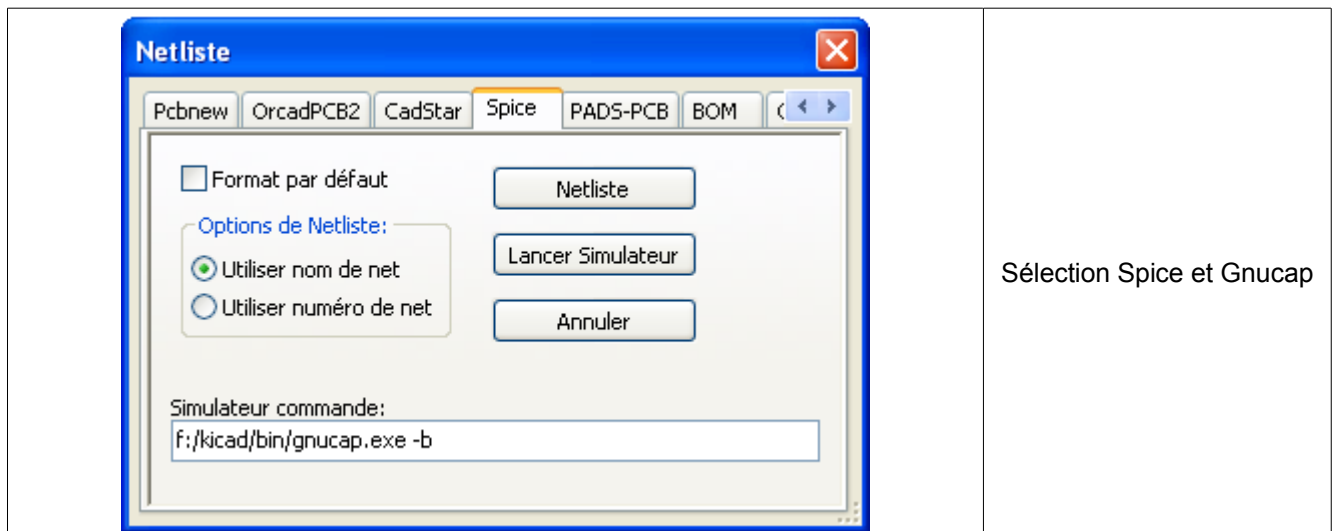 Netliste
Pcbnew OrcadPCB2 CadStar Spice PADS-PCB BOM
Format par défaut
Netliste
Options de Netliste:
Utiliser nom de net
Lancer Simulateur
Utiliser numéro de net
Annuler
Simulateur commande:
f:/kicad/bin/gnucap.exe -b
Sélection Spice et Gnucap